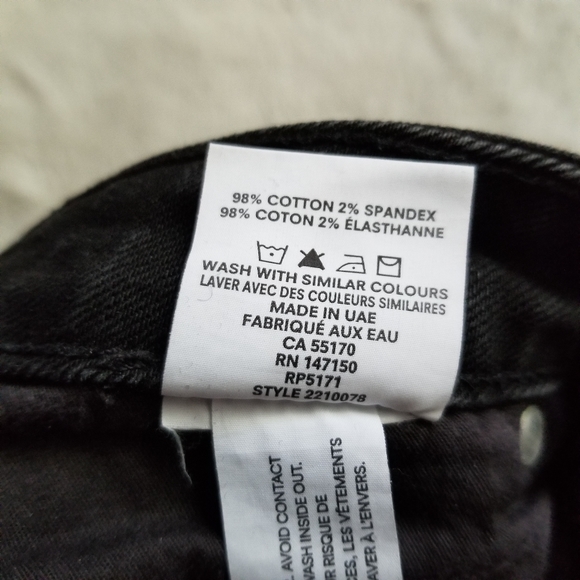 98% COTTON 2% SPANDEX
98% COTON 2% ÉLASTHANNE
WASH WITH SIMILAR COLOURS
LAVER AVEC DES COULEURS SIMILAIRES
MADE IN UAE
FABRIQUÉ AUX EAU
CA 55170
RN 147150
RP5171
STYLE 2210078
AVOID CONTACT
WASH INSIDE OUT.
RISQUE DE
LES VÊTEMENTS
À L'ENVERS.